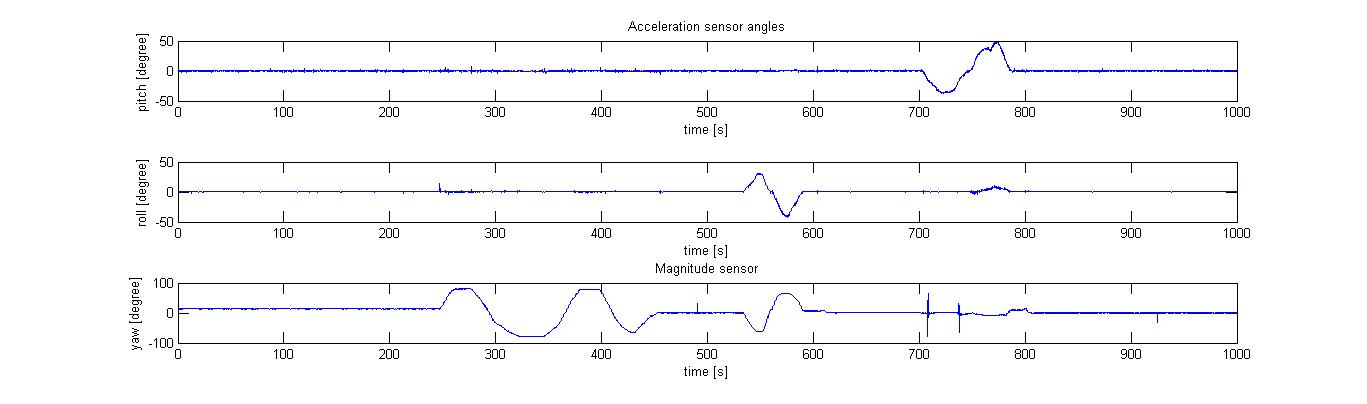 Acceleration sensor angles
pitch [degree]
50
0
-50
0 100 200 300 400 500 600 700 800 900 1000
time [s]
roll [degree]
50
0
-50
0 100 200 300 400 500 600 700 800 900 1000
time [s]
Magnitude sensor
yaw [degree]
100
0
-100
0 100 200 300 400 500 600 700 800 900 1000
time [s]